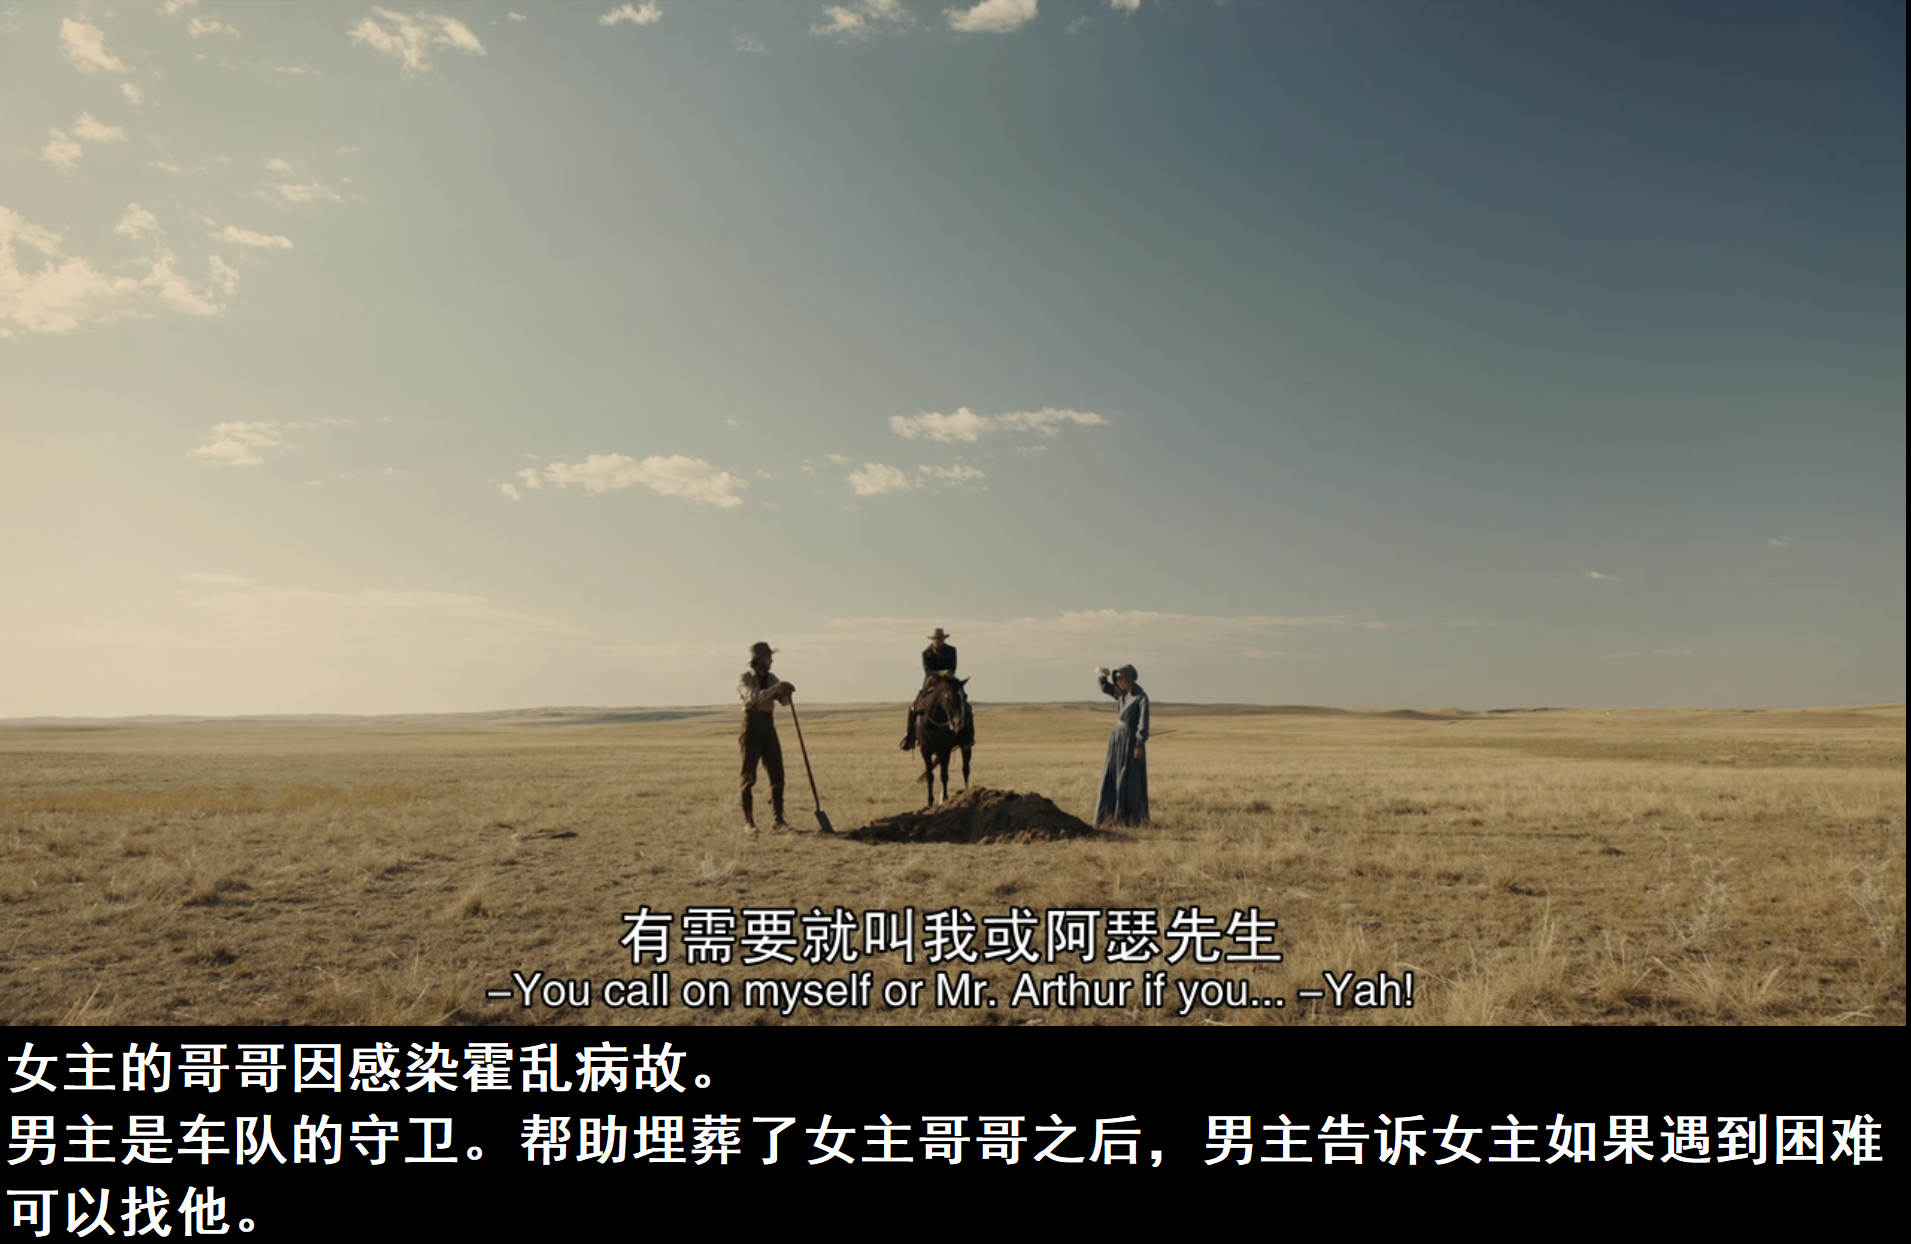 有需要就叫我或阿瑟先生
–You call on myself or Mr. Arthur if you... –Yah!
女主的哥哥因感染霍乱病故。
男主是车队的守卫。帮助埋葬了女主哥哥之后，男主告诉女主如果遇到困难
可以找他。